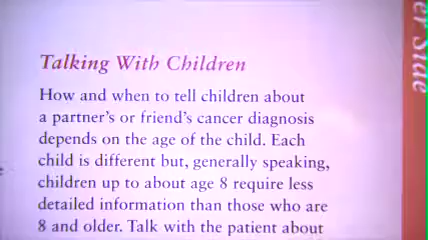 Talking With Children
How and when to tell children about
a partner's or friend's cancer diagnosis
depends on the age of the child. Each
child is different but, generally speaking,
children up to about age 8 require less
detailed information than those who are
8 and older. Talk with the patient about
er Side